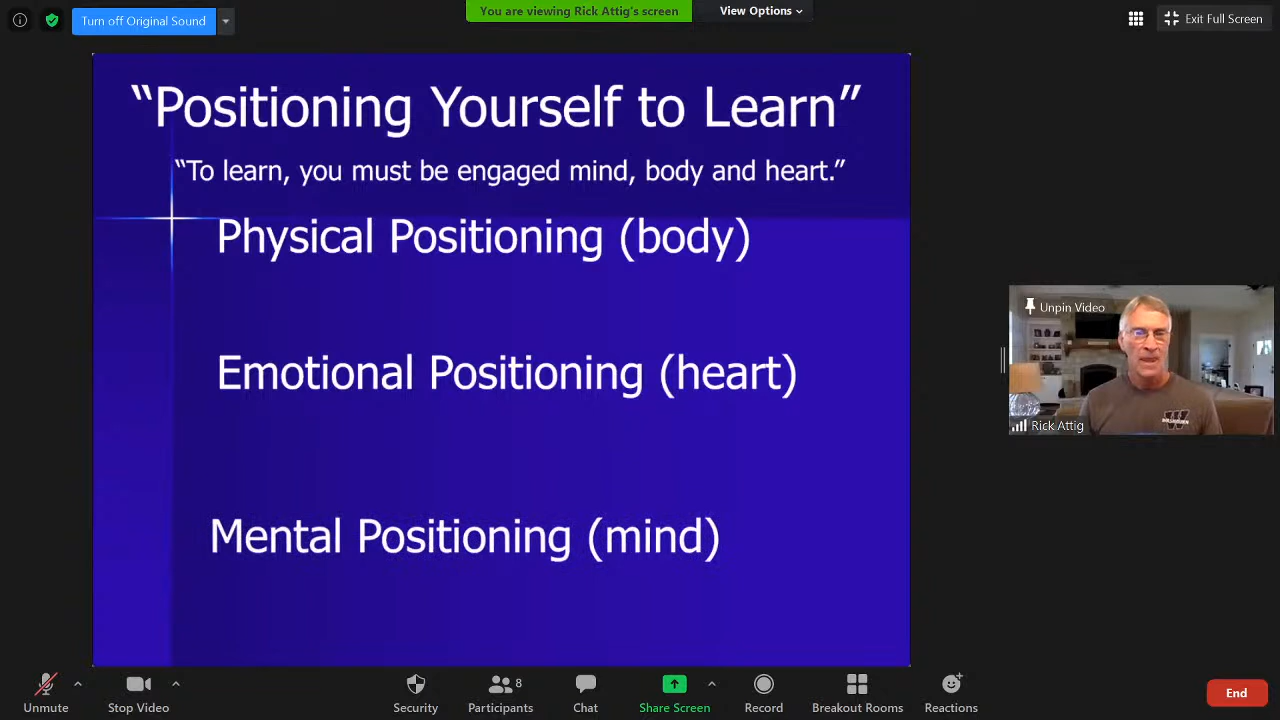 Turn off Original Sound
You are viewing Rick Attig's screen
View Options
Exit Full Screen
“Positioning Yourself to Learn”
“To learn, you must be engaged mind, body and heart.”
Physical Positioning (body)
Emotional Positioning (heart)
Mental Positioning (mind)
Unpin Video
W
Rick Attig
Unmute
Stop Video
Security
Participants
8
Chat
Share Screen
Record
Breakout Rooms
Reactions
End